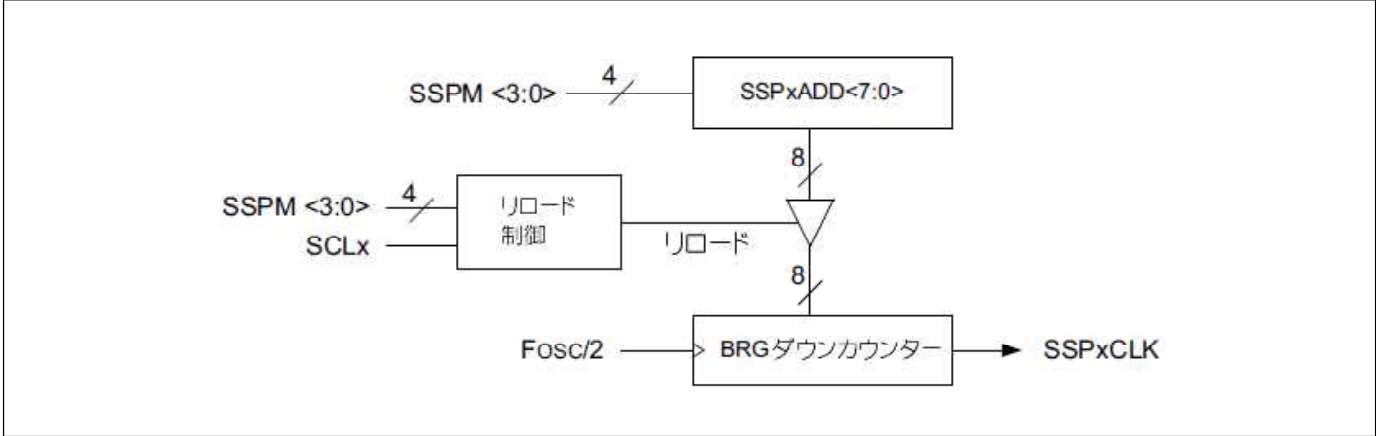 SSPM <3:0>
4
SSPxADD<7:0>
8
SSPM <3:0>
4
SCLx
リロード
制御
リロード
8
FOSC/2
BRGダウンカウンター
SSPxCLK